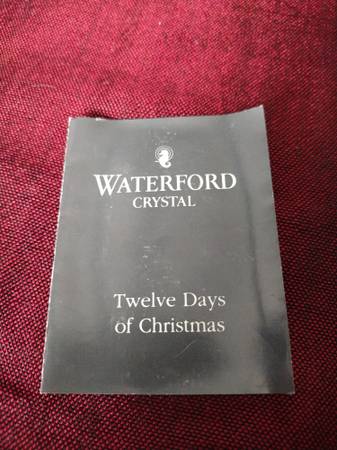 WATERFORD
CRYSTAL
Twelve Days
of Christmas